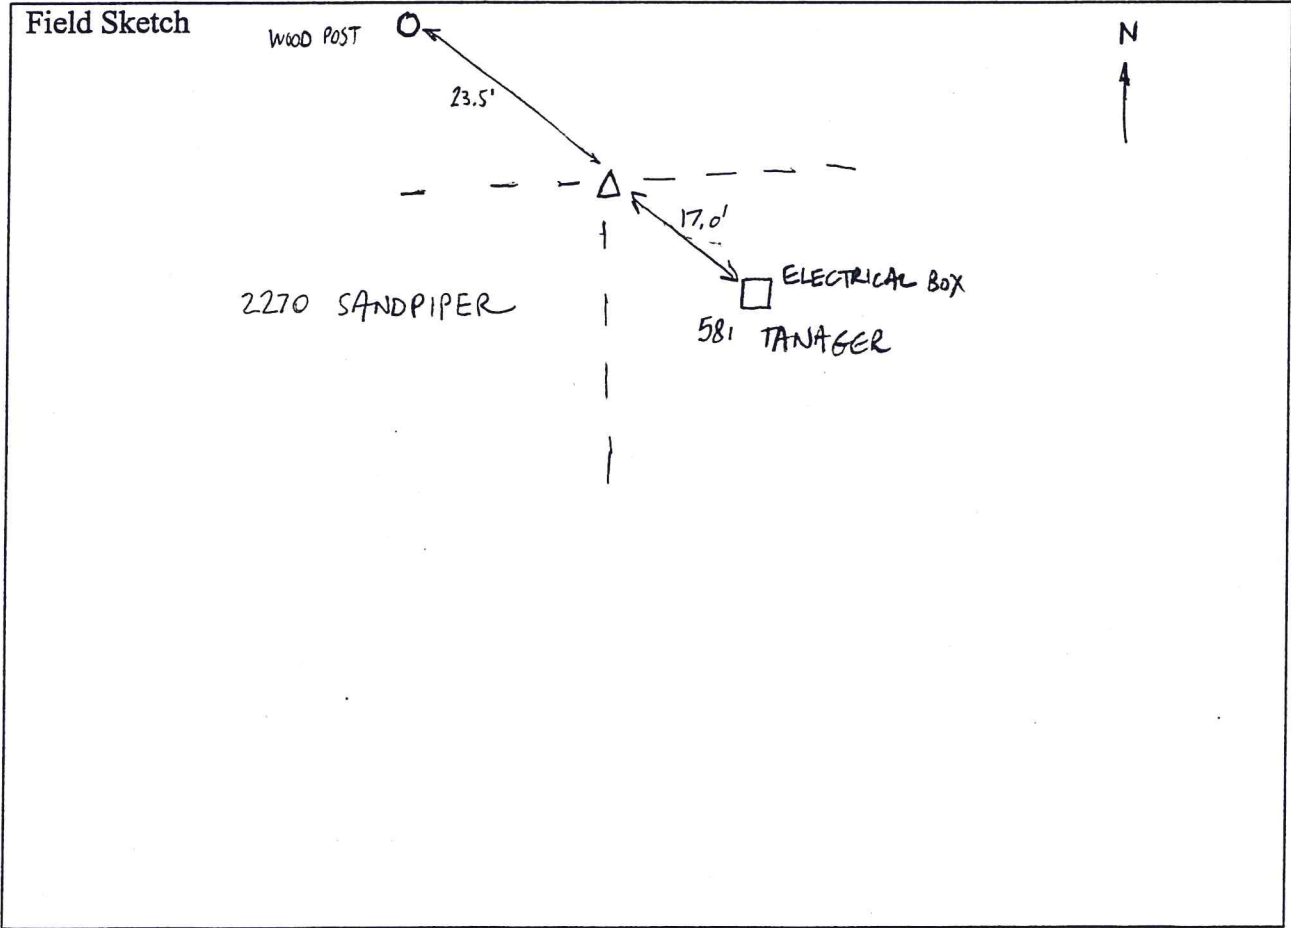 Field Sketch
WOOD POST
N
23.5'
17.0'
ELECTRICAL BOX
2270 SANDPIPER
581 TANAGER